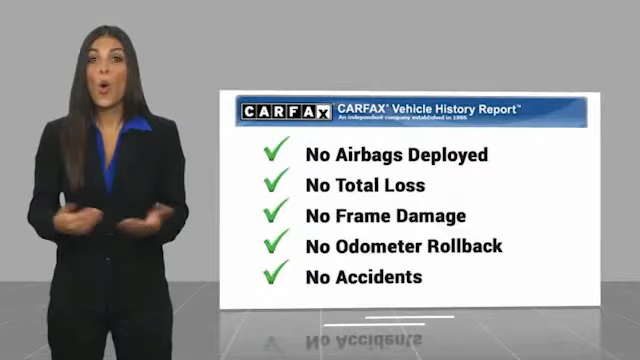 CARFAX CARFAX® Vehicle History Report™
An independent company established in 1986
No Airbags Deployed
No Total Loss
No Frame Damage
No Odometer Rollback
No Accidents